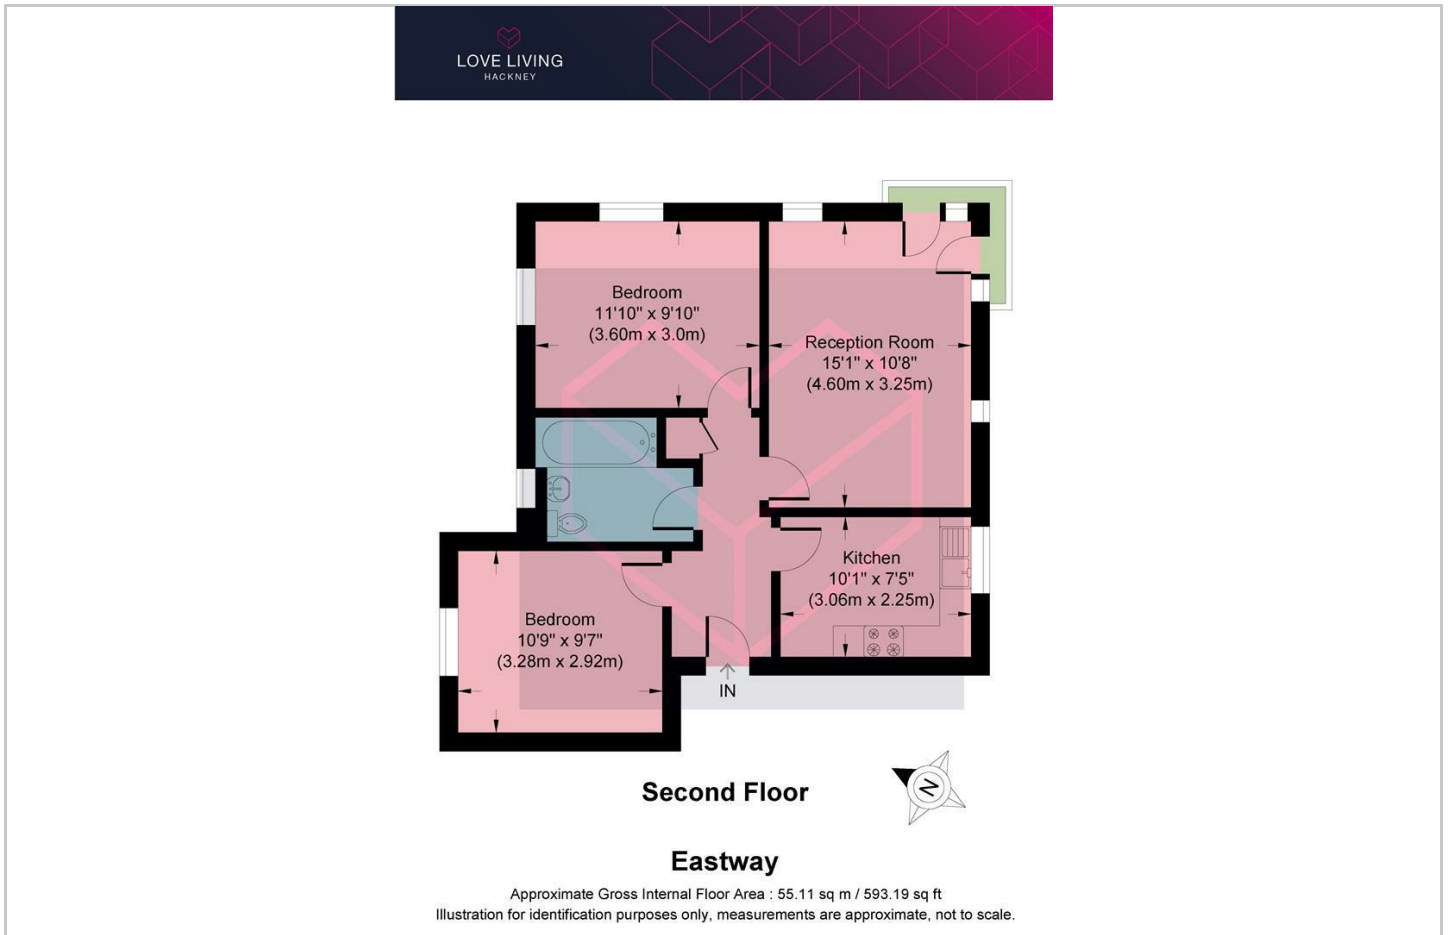 LOVE LIVING
HACKNEY
Bedroom
11'10" x 9'10"
(3.60m x 3.0m)
Reception Room
15'1" x 10'8"
(4.60m x 3.25m)
Kitchen
10'1" x 7'5"
(3.06m x 2.25m)
Bedroom
10'9" x 9'7"
(3.28m x 2.92m)
IN
Second Floor
N
Eastway
Approximate Gross Internal Floor Area : 55.11 sq m / 593.19 sq ft
Illustration for identification purposes only, measurements are approximate, not to scale.